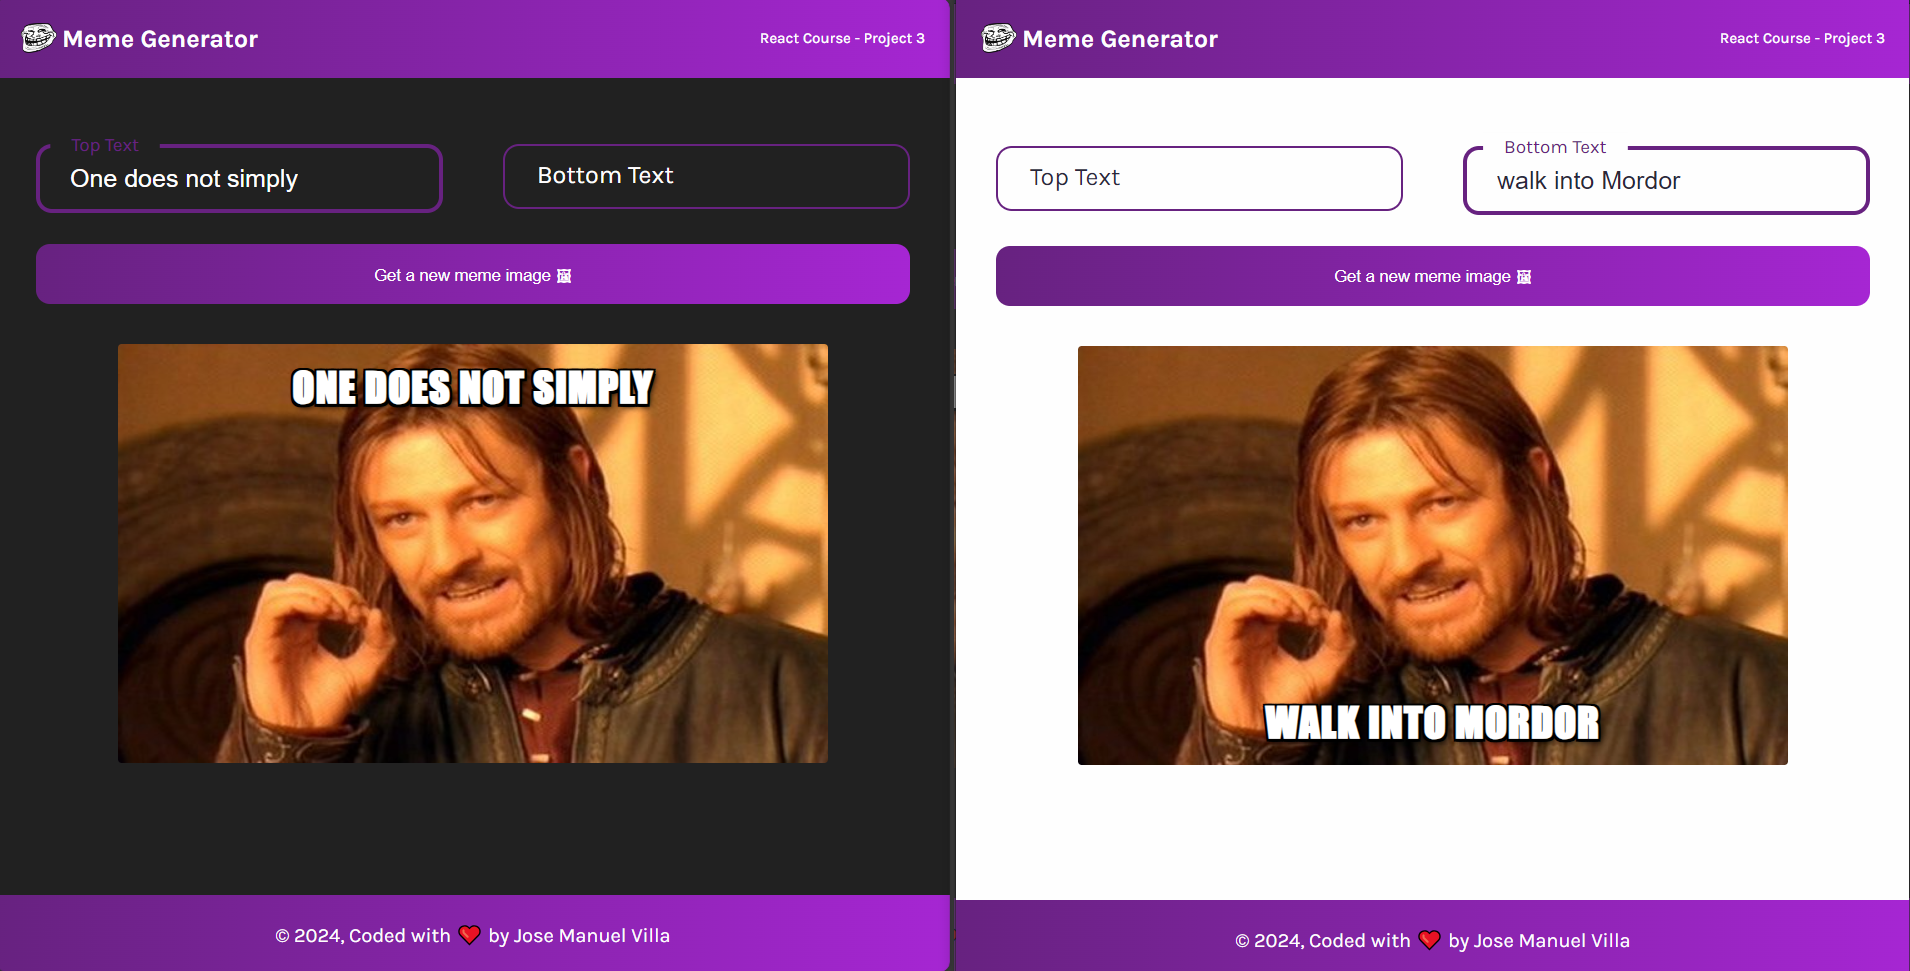 Meme Generator
React Course - Project 3
Top Text
One does not simply
Bottom Text
Get a new meme image
ONE DOES NOT SIMPLY
© 2024, Coded with ❤️ by Jose Manuel Villa
Meme Generator
React Course - Project 3
Top Text
Bottom Text
walk into Mordor
Get a new meme image
WALK INTO MORDOR
© 2024, Coded with ❤️ by Jose Manuel Villa